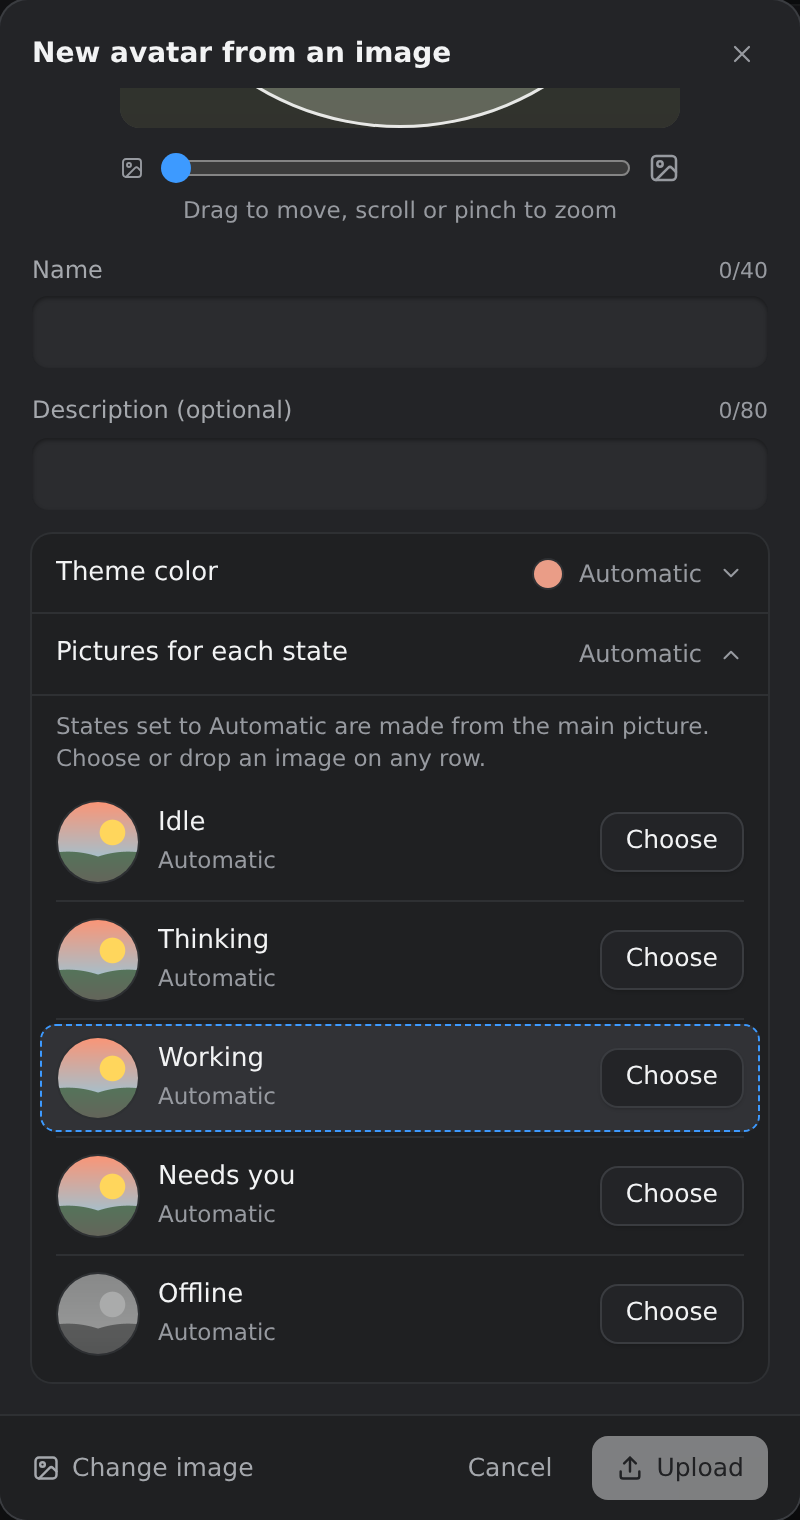 New avatar from an image
Drag to move, scroll or pinch to zoom
Name 0/40
Description (optional) 0/80
Theme color Automatic
Pictures for each state Automatic
States set to Automatic are made from the main picture.
Choose or drop an image on any row.
Idle
Automatic
Choose
Thinking
Automatic
Choose
Working
Automatic
Choose
Needs you
Automatic
Choose
Offline
Automatic
Choose
Change image Cancel Upload